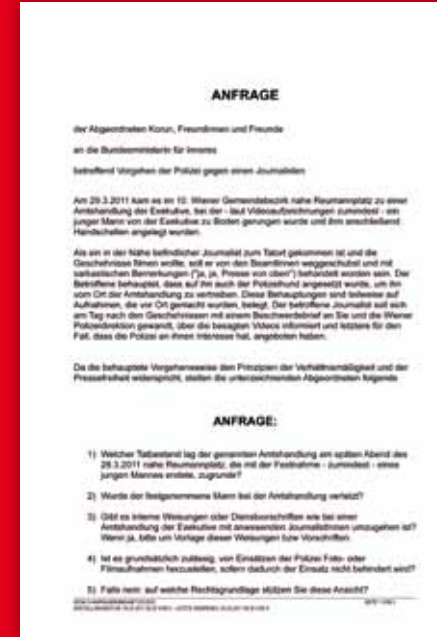 ANFRAGE
der Abgeordneten Korun, Freundinnen und Freunde
an die Bundesministerin für Inneres
betreffend Vorgehen der Polizei gegen einen Journalisten
Am 29.3.2011 kam es im 10. Wiener Gemeindebezirk nahe Reumannplatz zu einer
Amtshandlung der Exekutive, bei der - laut Videoaufzeichnungen zumindest - ein
junger Mann von der Exekutive zu Boden gerungen wurde und ihm anschließend
Handschellen angelegt wurden.
Als ein in der Nähe befindlicher Journalist zum Tatort gekommen ist und die
Geschehnisse filmen wollte, soll er von den BeamtInnen weggeschubst und mit
sarkastischen Bemerkungen ("ja, ja, Presse von oben") behandelt worden sein. Der
Betroffene behauptet, dass auf ihn auch der Polizeihund angesetzt wurde, um ihn
vom Ort der Amtshandlung zu vertreiben. Diese Behauptungen sind teilweise auf
Aufnahmen, die vor Ort gemacht wurden, belegt. Der betroffene Journalist soll sich
am Tag nach den Geschehnissen mit einem Beschwerdebrief an Sie und die Wiener
Polizeidirektion gewandt, über die besagten Videos informiert und letztere für den
Fall, dass die Polizei an ihnen Interesse hat, angeboten haben.
Da die behauptete Vorgehensweise den Prinzipien der Verhältnismäßigkeit und der
Pressefreiheit widerspricht, stellen die unterzeichnenden Abgeordneten folgende
ANFRAGE:
1) Welcher Tatbestand lag der genannten Amtshandlung am späten Abend des
28.3.2011 nahe Reumannplatz, die mit der Festnahme - zumindest - eines
jungen Mannes endete, zugrunde?
2) Wurde der festgenommene Mann bei der Amtshandlung verletzt?
3) Gibt es interne Weisungen oder Dienstvorschriften wie bei einer
Amtshandlung der Exekutive mit anwesenden JournalistInnen umzugehen ist?
Wenn ja, bitte um Vorlage dieser Weisungen bzw Vorschriften.
4) Ist es grundsätzlich zulässig, von Einsätzen der Polizei Foto- oder
Filmaufnahmen herzustellen, sofern dadurch der Einsatz nicht behindert wird?
5) Falls nein: auf welche Rechtsgrundlage stützen Sie diese Ansicht?